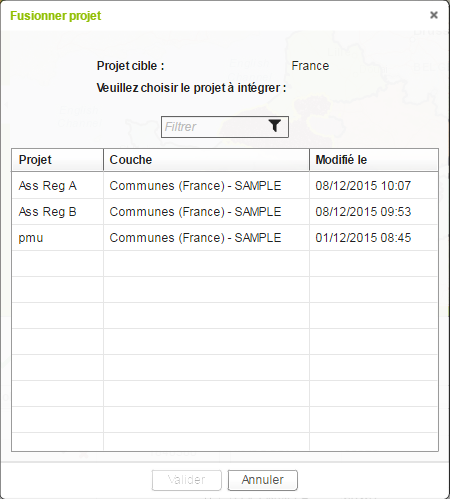 Fusionner projet
Projet cible : France
Veuillez choisir le projet à intégrer :
Filtrer
Projet Couche Modifié le
Ass Reg A Communes (France) - SAMPLE 08/12/2015 10:07
Ass Reg B Communes (France) - SAMPLE 08/12/2015 09:53
pmu Communes (France) - SAMPLE 01/12/2015 08:45
Valider Annuler